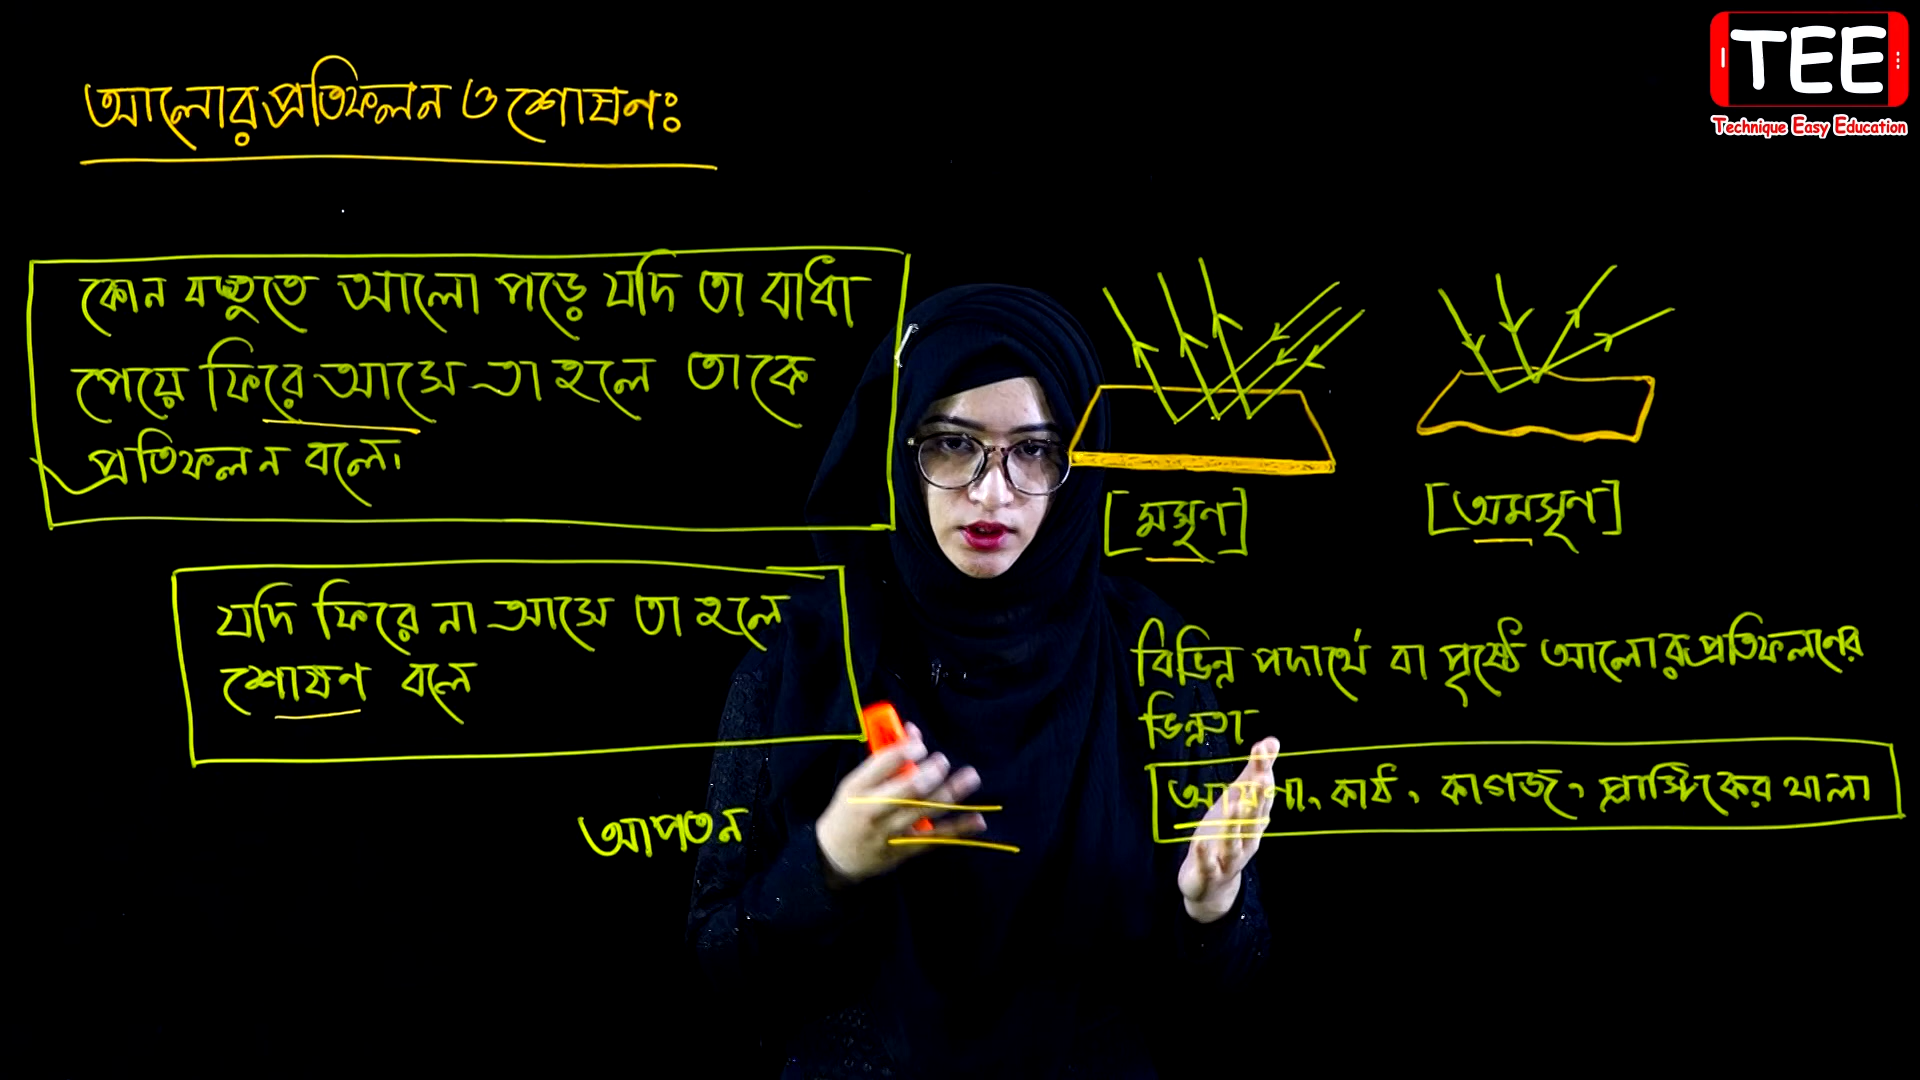 আলোর প্রতিফলন ও শোষণঃ
কোন বস্তুতে আলো পড়ে যদি তা বাধা
পেয়ে ফিরে আসে তা হলে তাকে
প্রতিফলন বলে।
যদি ফিরে না আসে তা হলে
শোষণ বলে
আপতন
[মসৃণ]
[অমসৃণ]
বিভিন্ন পদার্থে বা পৃষ্ঠে আলোর প্রতিফলনের
ভিন্নতা
আয়না, কাঠ, কাগজ, প্লাস্টিকের থালা
TEE
Technique Easy Education